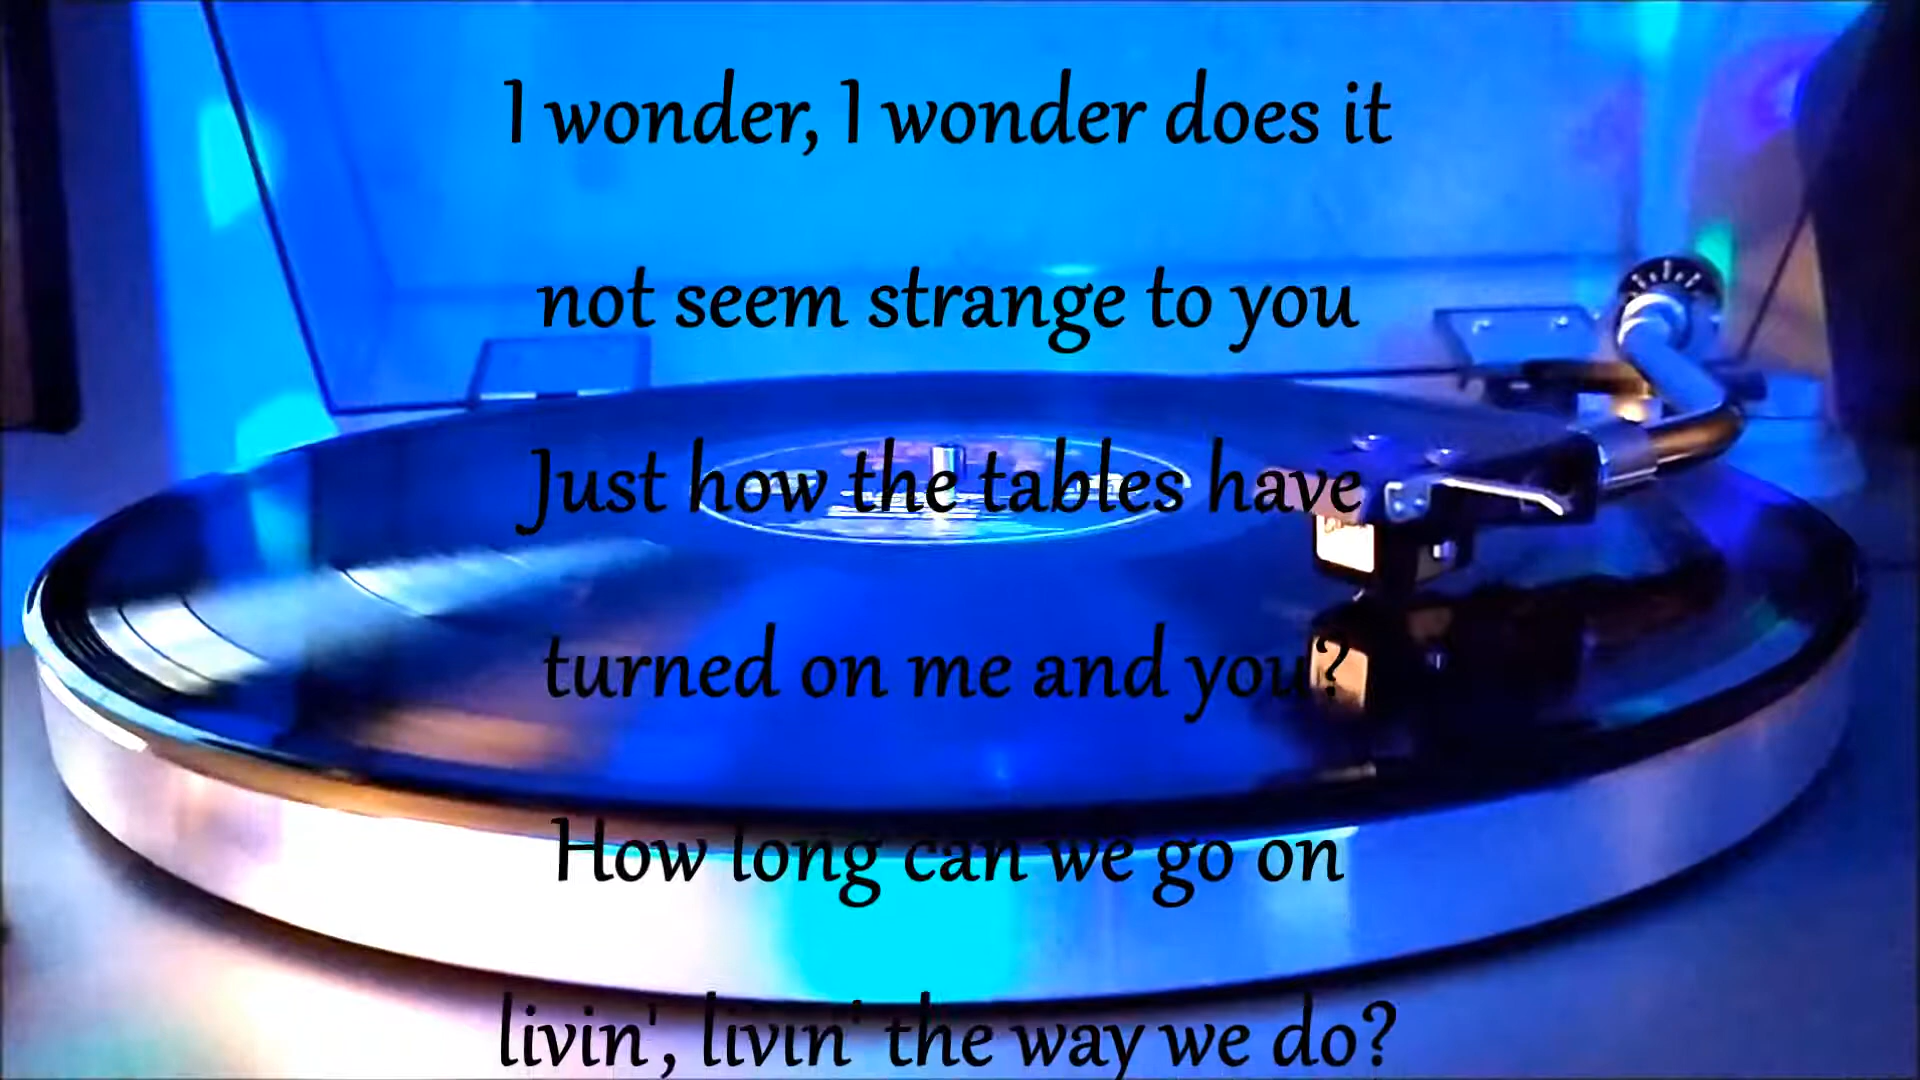 I wonder, I wonder does it
not seem strange to you
Just how the tables have
turned on me and you?
How long can we go on
livin', livin' the way we do?